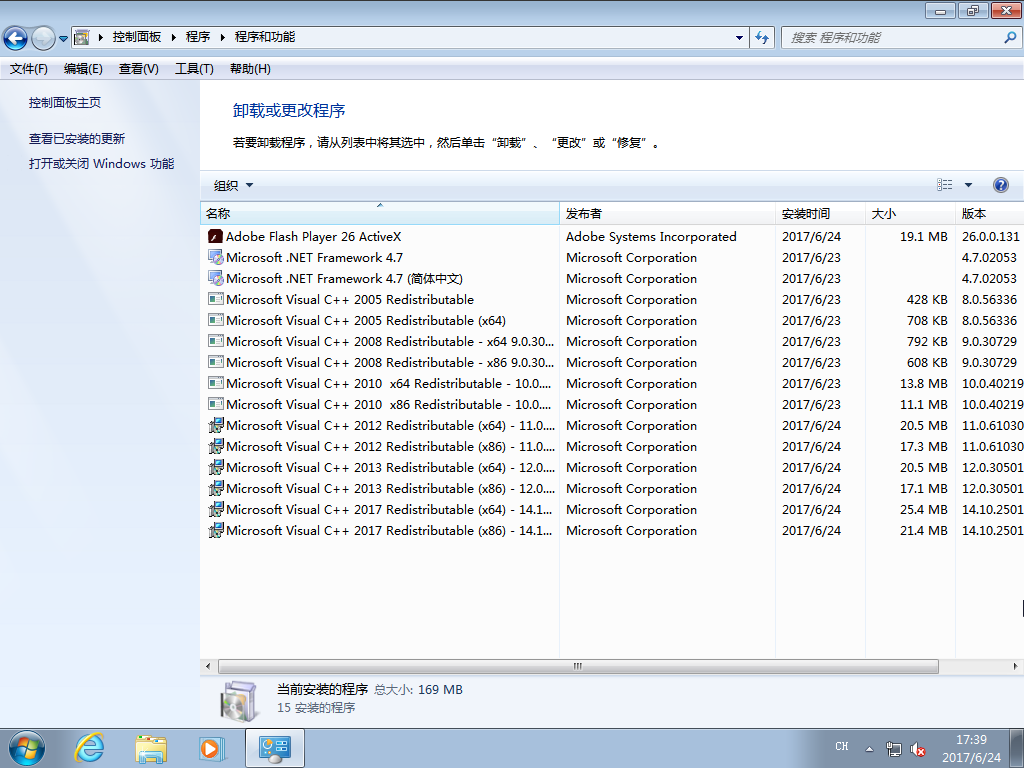 控制面板 程序 程序和功能
搜索 程序和功能
文件(F) 编辑(E) 查看(V) 工具(T) 帮助(H)
控制面板主页
查看已安装的更新
打开或关闭 Windows 功能
卸载或更改程序
若要卸载程序，请从列表中将其选中，然后单击“卸载”、“更改”或“修复”。
组织
名称 发布者 安装时间 大小 版本
Adobe Flash Player 26 ActiveX Adobe Systems Incorporated 2017/6/24 19.1 MB 26.0.0.131
Microsoft .NET Framework 4.7 Microsoft Corporation 2017/6/23 4.7.02053
Microsoft .NET Framework 4.7 (简体中文) Microsoft Corporation 2017/6/23 4.7.02053
Microsoft Visual C++ 2005 Redistributable Microsoft Corporation 2017/6/23 428 KB 8.0.56336
Microsoft Visual C++ 2005 Redistributable (x64) Microsoft Corporation 2017/6/23 708 KB 8.0.56336
Microsoft Visual C++ 2008 Redistributable - x64 9.0.30... Microsoft Corporation 2017/6/23 792 KB 9.0.30729
Microsoft Visual C++ 2008 Redistributable - x86 9.0.30... Microsoft Corporation 2017/6/23 608 KB 9.0.30729
Microsoft Visual C++ 2010 x64 Redistributable - 10.0.... Microsoft Corporation 2017/6/23 13.8 MB 10.0.40219
Microsoft Visual C++ 2010 x86 Redistributable - 10.0.... Microsoft Corporation 2017/6/23 11.1 MB 10.0.40219
Microsoft Visual C++ 2012 Redistributable (x64) - 11.0.... Microsoft Corporation 2017/6/24 20.5 MB 11.0.61030
Microsoft Visual C++ 2012 Redistributable (x86) - 11.0.... Microsoft Corporation 2017/6/24 17.3 MB 11.0.61030
Microsoft Visual C++ 2013 Redistributable (x64) - 12.0.... Microsoft Corporation 2017/6/24 20.5 MB 12.0.30501
Microsoft Visual C++ 2013 Redistributable (x86) - 12.0.... Microsoft Corporation 2017/6/24 17.1 MB 12.0.30501
Microsoft Visual C++ 2017 Redistributable (x64) - 14.1... Microsoft Corporation 2017/6/24 25.4 MB 14.10.2501
Microsoft Visual C++ 2017 Redistributable (x86) - 14.1... Microsoft Corporation 2017/6/24 21.4 MB 14.10.2501
当前安装的程序 总大小: 169 MB
15 安装的程序
CH
17:39
2017/6/24